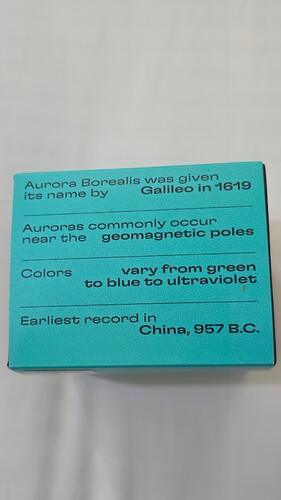 Aurora Borealis was given
its name by Galileo in 1619
Auroras commonly occur
near the geomagnetic poles
Colors vary from green
to blue to ultraviolet
Earliest record in
China, 957 B.C.